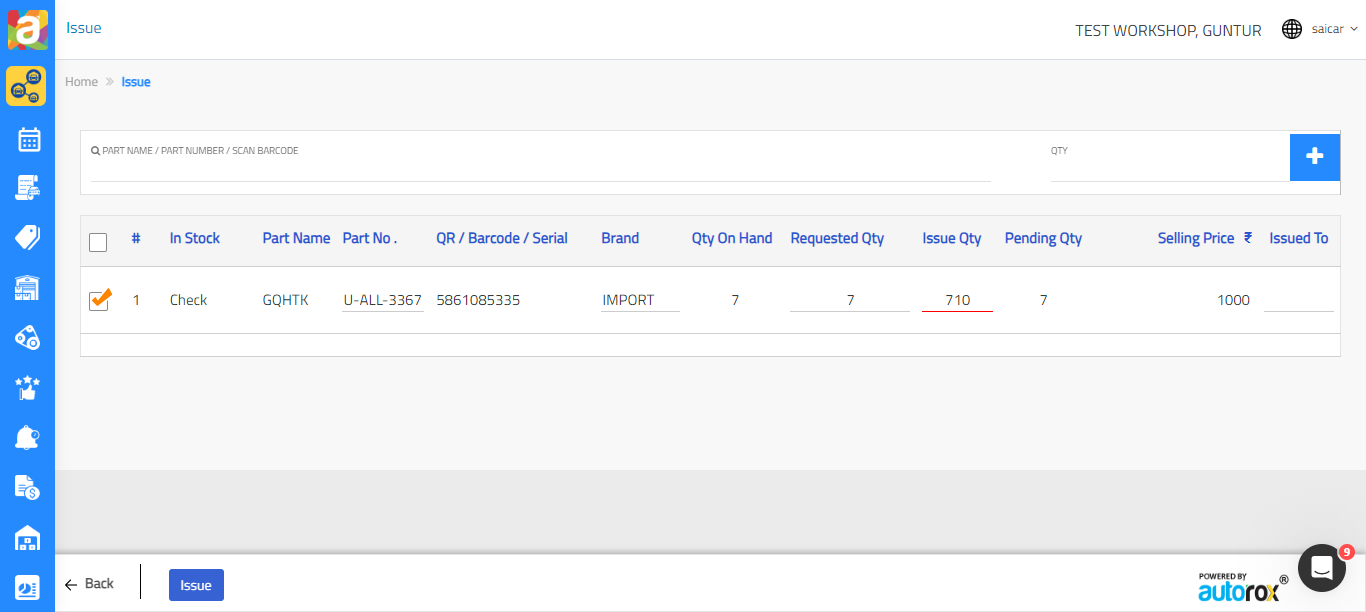 a
Issue
TEST WORKSHOP, GUNTUR
saicar
Home » Issue
PART NAME / PART NUMBER / SCAN BARCODE
QTY
# In Stock Part Name Part No . QR / Barcode / Serial Brand Qty On Hand Requested Qty Issue Qty Pending Qty Selling Price ₹ Issued To
1 Check GQHTK U-ALL-3367 5861085335 IMPORT 7 7 710 7 1000
← Back
Issue
POWERED BY
autorox®
9